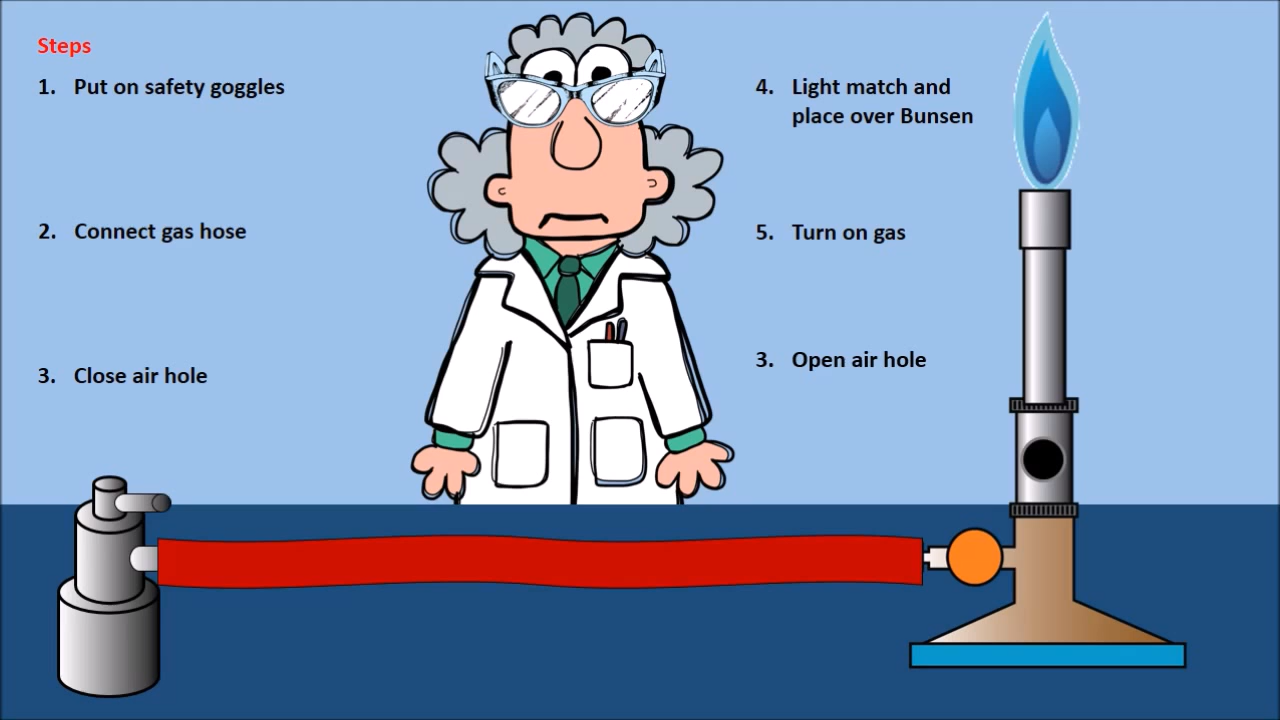 Steps
1. Put on safety goggles
2. Connect gas hose
3. Close air hole
4. Light match and
place over Bunsen
5. Turn on gas
3. Open air hole